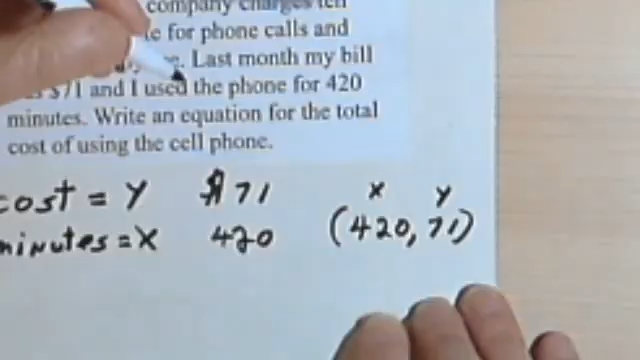 company charges ten
for phone calls and
Last month my bill
$71 and I used the phone for 420
minutes. Write an equation for the total
cost of using the cell phone.
cost = Y $71 x y
minutes = X 420 (420, 71)